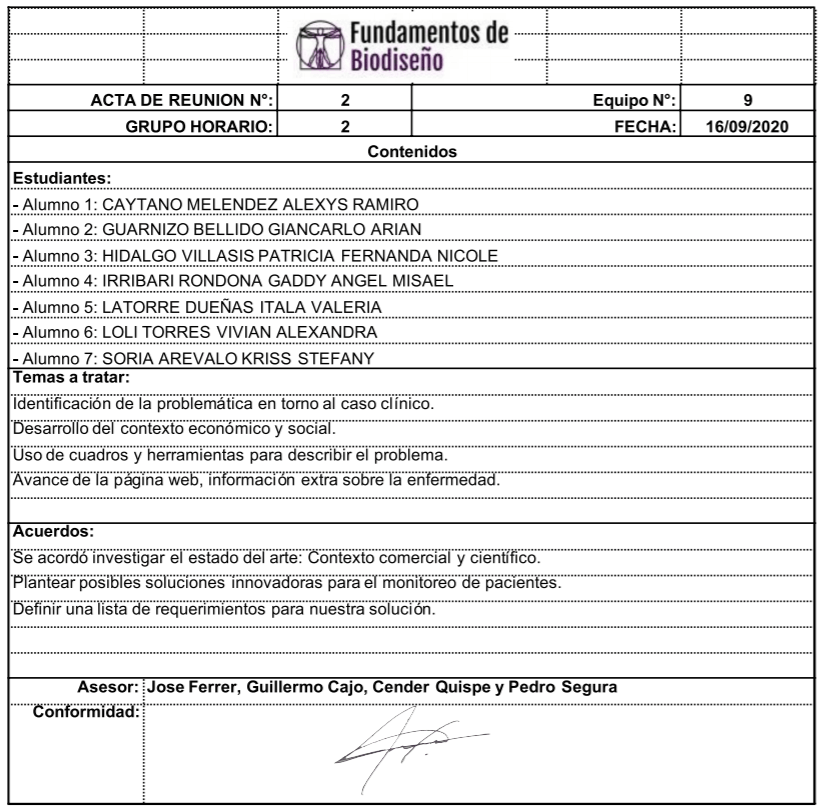 Fundamentos de
Biodiseño
ACTA DE REUNION N°: 2 Equipo N°: 9
GRUPO HORARIO: 2 FECHA: 16/09/2020
Contenidos
Estudiantes:
- Alumno 1: CAYTANO MELENDEZ ALEXYS RAMIRO
- Alumno 2: GUARNIZO BELLIDO GIANCARLO ARIAN
- Alumno 3: HIDALGO VILLASIS PATRICIA FERNANDA NICOLE
- Alumno 4: IRRIBARI RONDONA GADDY ANGEL MISAEL
- Alumno 5: LATORRE DUEÑAS ITALA VALERIA
- Alumno 6: LOLI TORRES VIVIAN ALEXANDRA
- Alumno 7: SORIA AREVALO KRISS STEFANY
Temas a tratar:
Identificación de la problemática en torno al caso clínico.
Desarrollo del contexto económico y social.
Uso de cuadros y herramientas para describir el problema.
Avance de la página web, información extra sobre la enfermedad.
Acuerdos:
Se acordó investigar el estado del arte: Contexto comercial y científico.
Plantear posibles soluciones innovadoras para el monitoreo de pacientes.
Definir una lista de requerimientos para nuestra solución.
Asesor: Jose Ferrer, Guillermo Cajo, Cender Quispe y Pedro Segura
Conformidad: